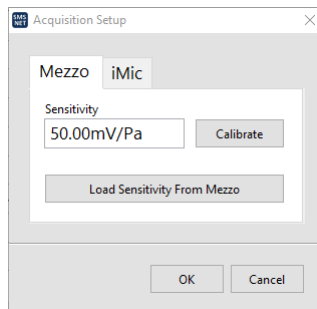 SMS
NET
Acquisition Setup
Mezzo
iMic
Sensitivity
50.00mV/Pa
Calibrate
Load Sensitivity From Mezzo
OK
Cancel